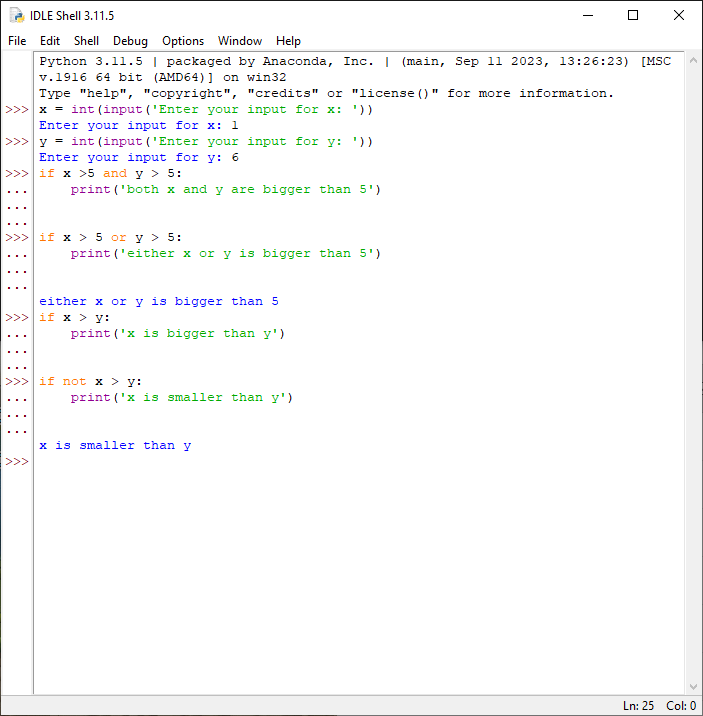 IDLE Shell 3.11.5
File Edit Shell Debug Options Window Help
Python 3.11.5 | packaged by Anaconda, Inc. | (main, Sep 11 2023, 13:26:23) [MSC
v.1916 64 bit (AMD64)] on win32
Type "help", "copyright", "credits" or "license()" for more information.
>>> x = int(input('Enter your input for x: '))
Enter your input for x: 1
>>> y = int(input('Enter your input for y: '))
Enter your input for y: 6
>>> if x >5 and y > 5:
...     print('both x and y are bigger than 5')
...
...
>>> if x > 5 or y > 5:
...     print('either x or y is bigger than 5')
...
...
either x or y is bigger than 5
>>> if x > y:
...     print('x is bigger than y')
...
...
>>> if not x > y:
...     print('x is smaller than y')
...
...
x is smaller than y
>>>
Ln: 25 Col: 0